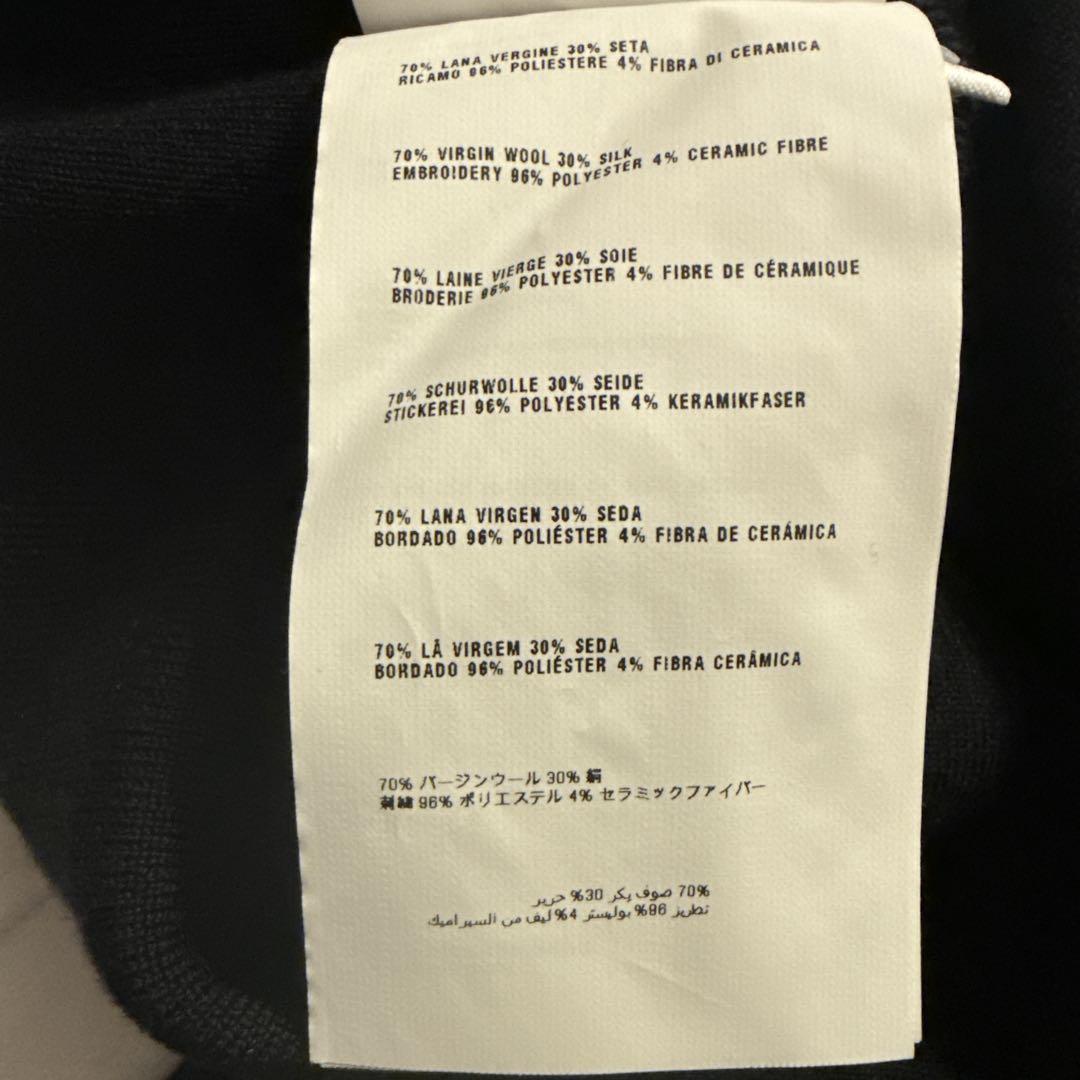 70% LANA VERGINE 30% SETA
RICAMO 96% POLIESTERE 4% FIBRA DI CERAMICA
70% VIRGIN WOOL 30% SILK
EMBROIDERY 96% POLYESTER 4% CERAMIC FIBRE
70% LAINE VIERGE 30% SOIE
BRODERIE 96% POLYESTER 4% FIBRE DE CÉRAMIQUE
70% SCHURWOLLE 30% SEIDE
STICKEREI 96% POLYESTER 4% KERAMIKFASER
70% LANA VIRGEN 30% SEDA
BORDADO 96% POLIÉSTER 4% FIBRA DE CERÁMICA
70% LÃ VIRGEM 30% SEDA
BORDADO 96% POLIÉSTER 4% FIBRA CERÂMICA
70% バージンウール 30% 絹
刺繍 96% ポリエステル 4% セラミックファイバー
70% صوف بكر 30% حرير
تطريز 96% بوليستر 4% ليف من السيراميك